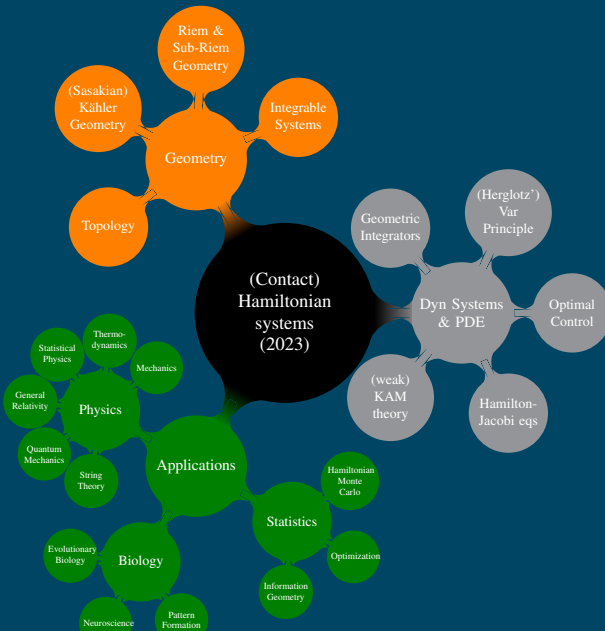 Riem &
Sub-Riem
Geometry
(Sasakian)
Kähler
Geometry
Integrable
Systems
Geometry
Topology
(Contact)
Hamiltonian
systems
(2023)
(Herglotz')
Var
Principle
Geometric
Integrators
Dyn Systems
& PDE
Optimal
Control
(weak)
KAM
theory
Hamilton-
Jacobi eqs
Thermo-
dynamics
Statistical
Physics
Mechanics
General
Relativity
Physics
Quantum
Mechanics
String
Theory
Applications
Hamiltonian
Monte
Carlo
Statistics
Optimization
Information
Geometry
Evolutionary
Biology
Biology
Neuroscience
Pattern
Formation